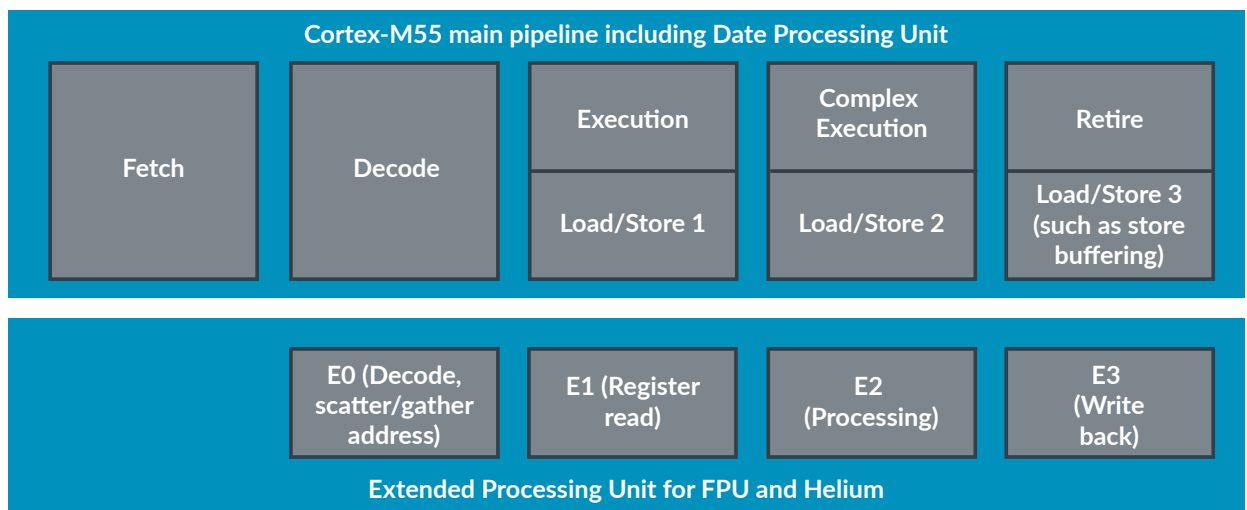 Cortex-M55 main pipeline including Date Processing Unit
Fetch
Decode
Execution
Load/Store 1
Complex
Execution
Load/Store 2
Retire
Load/Store 3
(such as store
buffering)
E0 (Decode,
scatter/gather
address)
E1 (Register
read)
E2
(Processing)
E3
(Write
back)
Extended Processing Unit for FPU and Helium